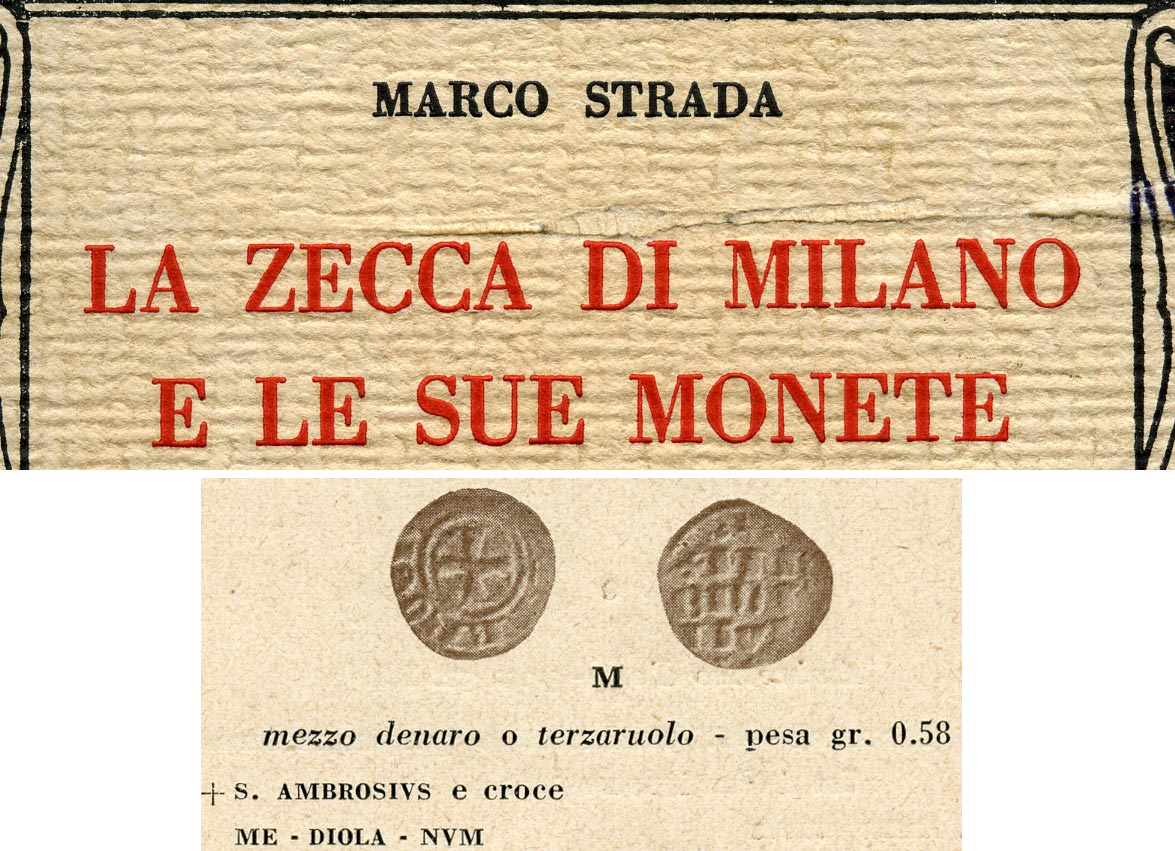 MARCO STRADA
LA ZECCA DI MILANO
E LE SUE MONETE
M
mezzo denaro o terzaruolo - pesa gr. 0.58
+ S. AMBROSIVS e croce
ME - DIOLA - NVM